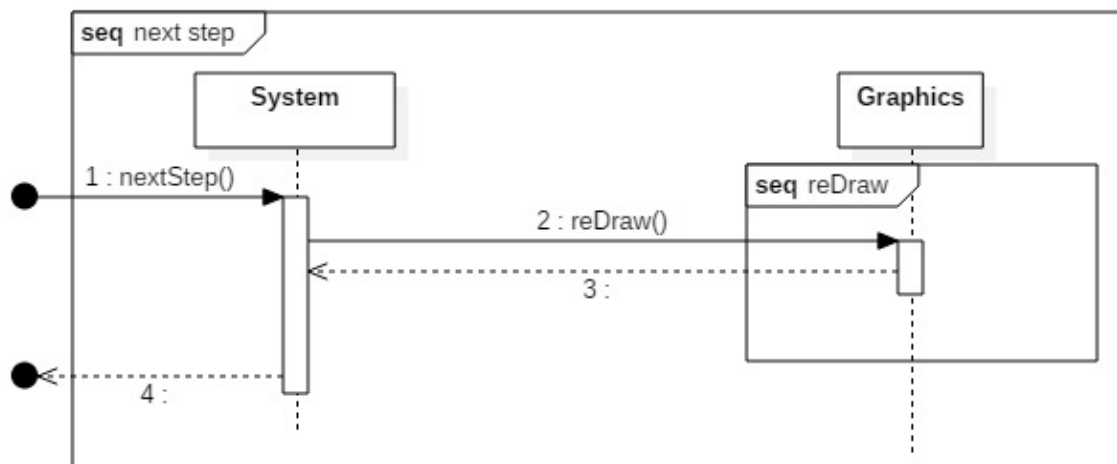 seq next step
System
Graphics
1 : nextStep()
seq reDraw
2 : reDraw()
3 :
4 :